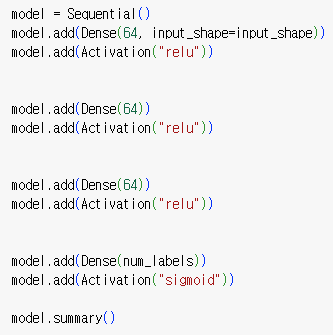 model = Sequential()
model.add(Dense(64, input_shape=input_shape))
model.add(Activation("relu"))
model.add(Dense(64))
model.add(Activation("relu"))
model.add(Dense(64))
model.add(Activation("relu"))
model.add(Dense(num_labels))
model.add(Activation("sigmoid"))
model.summary()